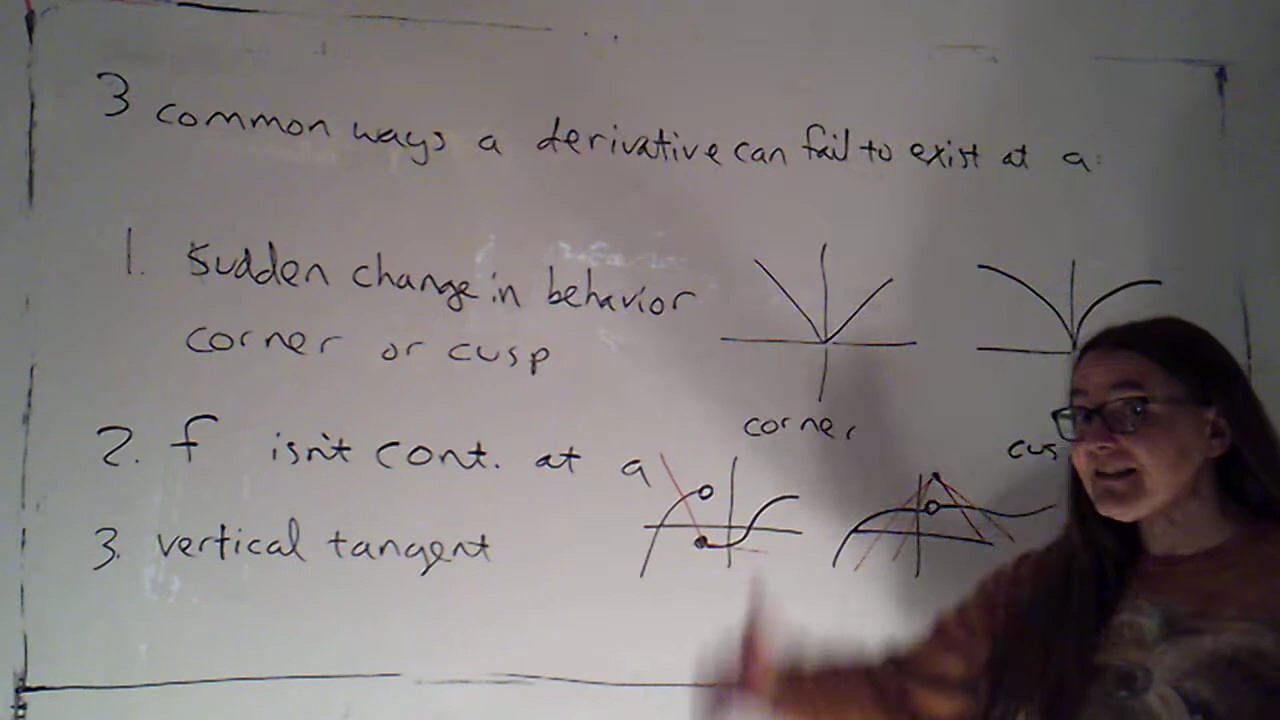 3 common ways a derivative can fail to exist at a:
1. Sudden change in behavior
corner or cusp
corner
cus
2. f isn't cont. at a
3. vertical tangent